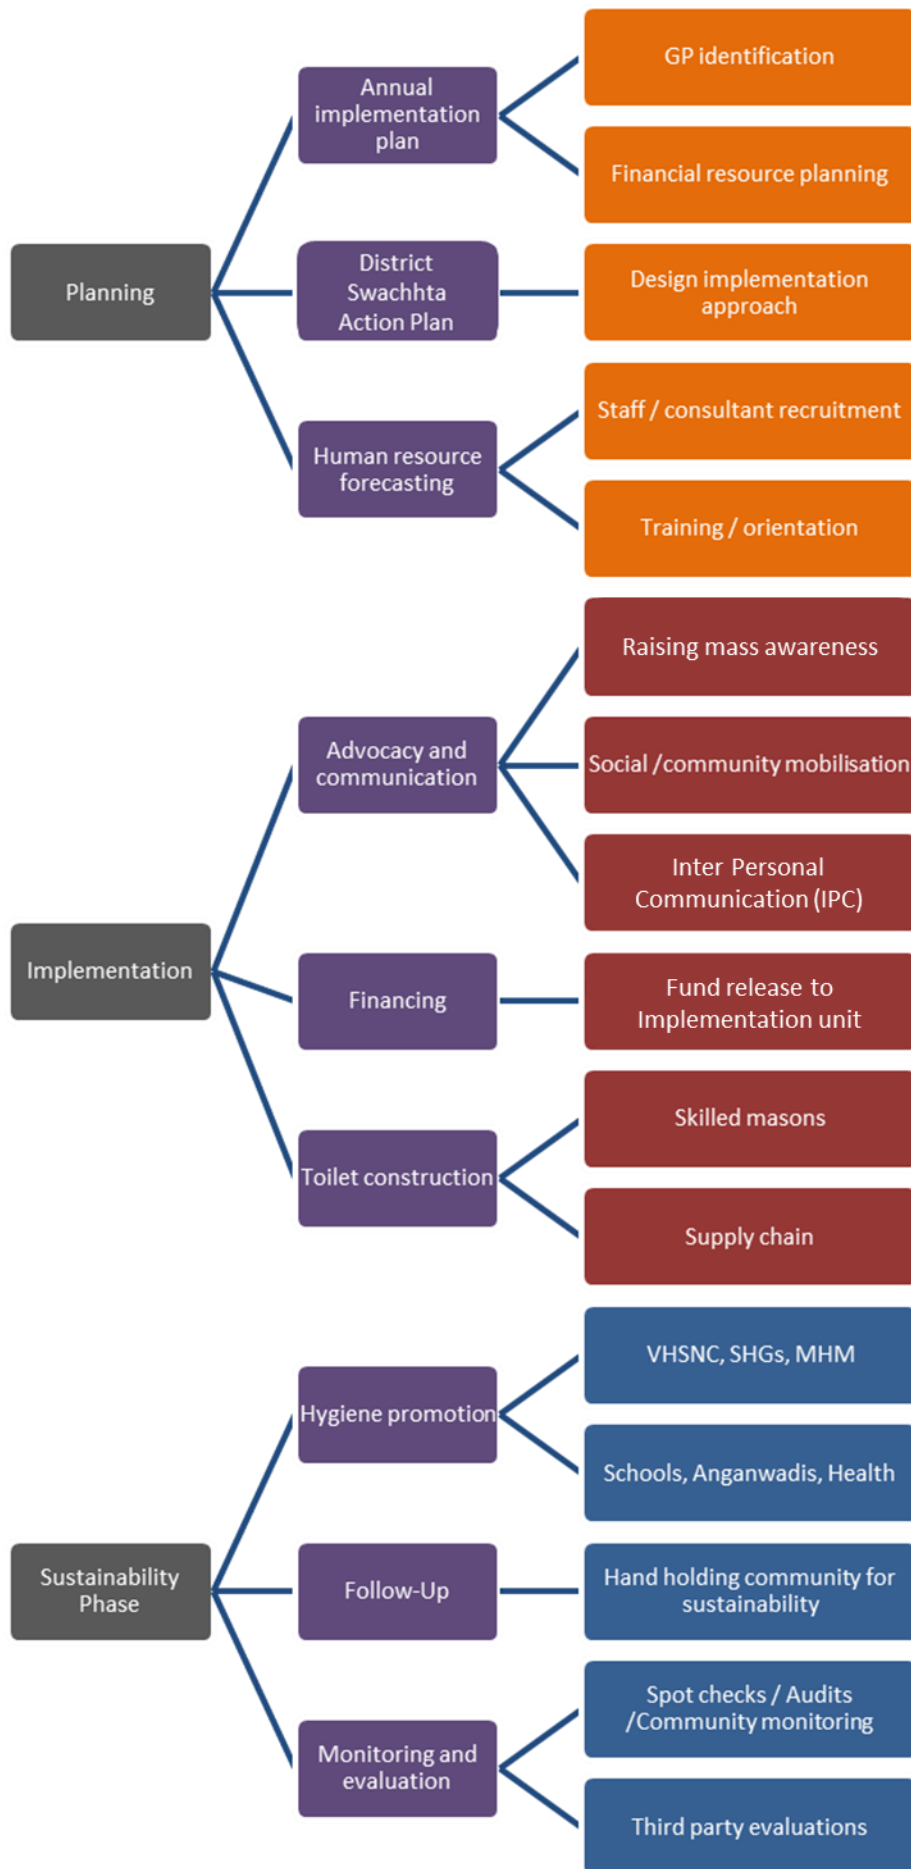 Planning
Annual
implementation
plan
GP identification
Financial resource planning
District
Swachhta
Action Plan
Design implementation
approach
Human resource
forecasting
Staff / consultant recruitment
Training / orientation
Implementation
Advocacy and
communication
Raising mass awareness
Social /community mobilisation
Inter Personal
Communication (IPC)
Financing
Fund release to
Implementation unit
Toilet construction
Skilled masons
Supply chain
Sustainability
Phase
Hygiene promotion
VHSNC, SHGs, MHM
Schools, Anganwadis, Health
Follow-Up
Hand holding community for
sustainability
Monitoring and
evaluation
Spot checks / Audits
/Community monitoring
Third party evaluations